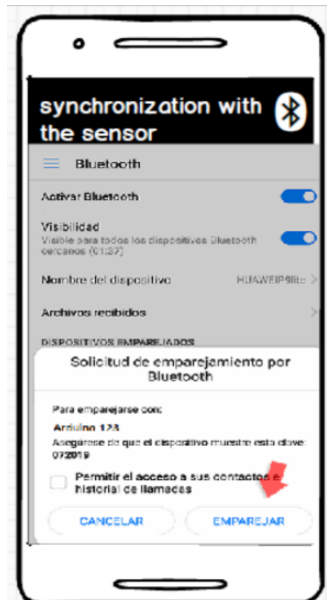 synchronization with
the sensor
Bluetooth
Activar Bluetooth
Visibilidad
Visible para todos los dispositivos Bluetooth
cercanos (01:37)
Nombre del dispositivo HUAWEIP9lite
Archivos recibidos
DISPOSITIVOS EMPAREJADOS
Solicitud de emparejamiento por
Bluetooth
Para emparejarse con:
Arduino 123
Asegúrese de que el dispositivo muestre esta clave:
072019
Permitir el acceso a sus contactos e
historial de llamadas
CANCELAR EMPAREJAR